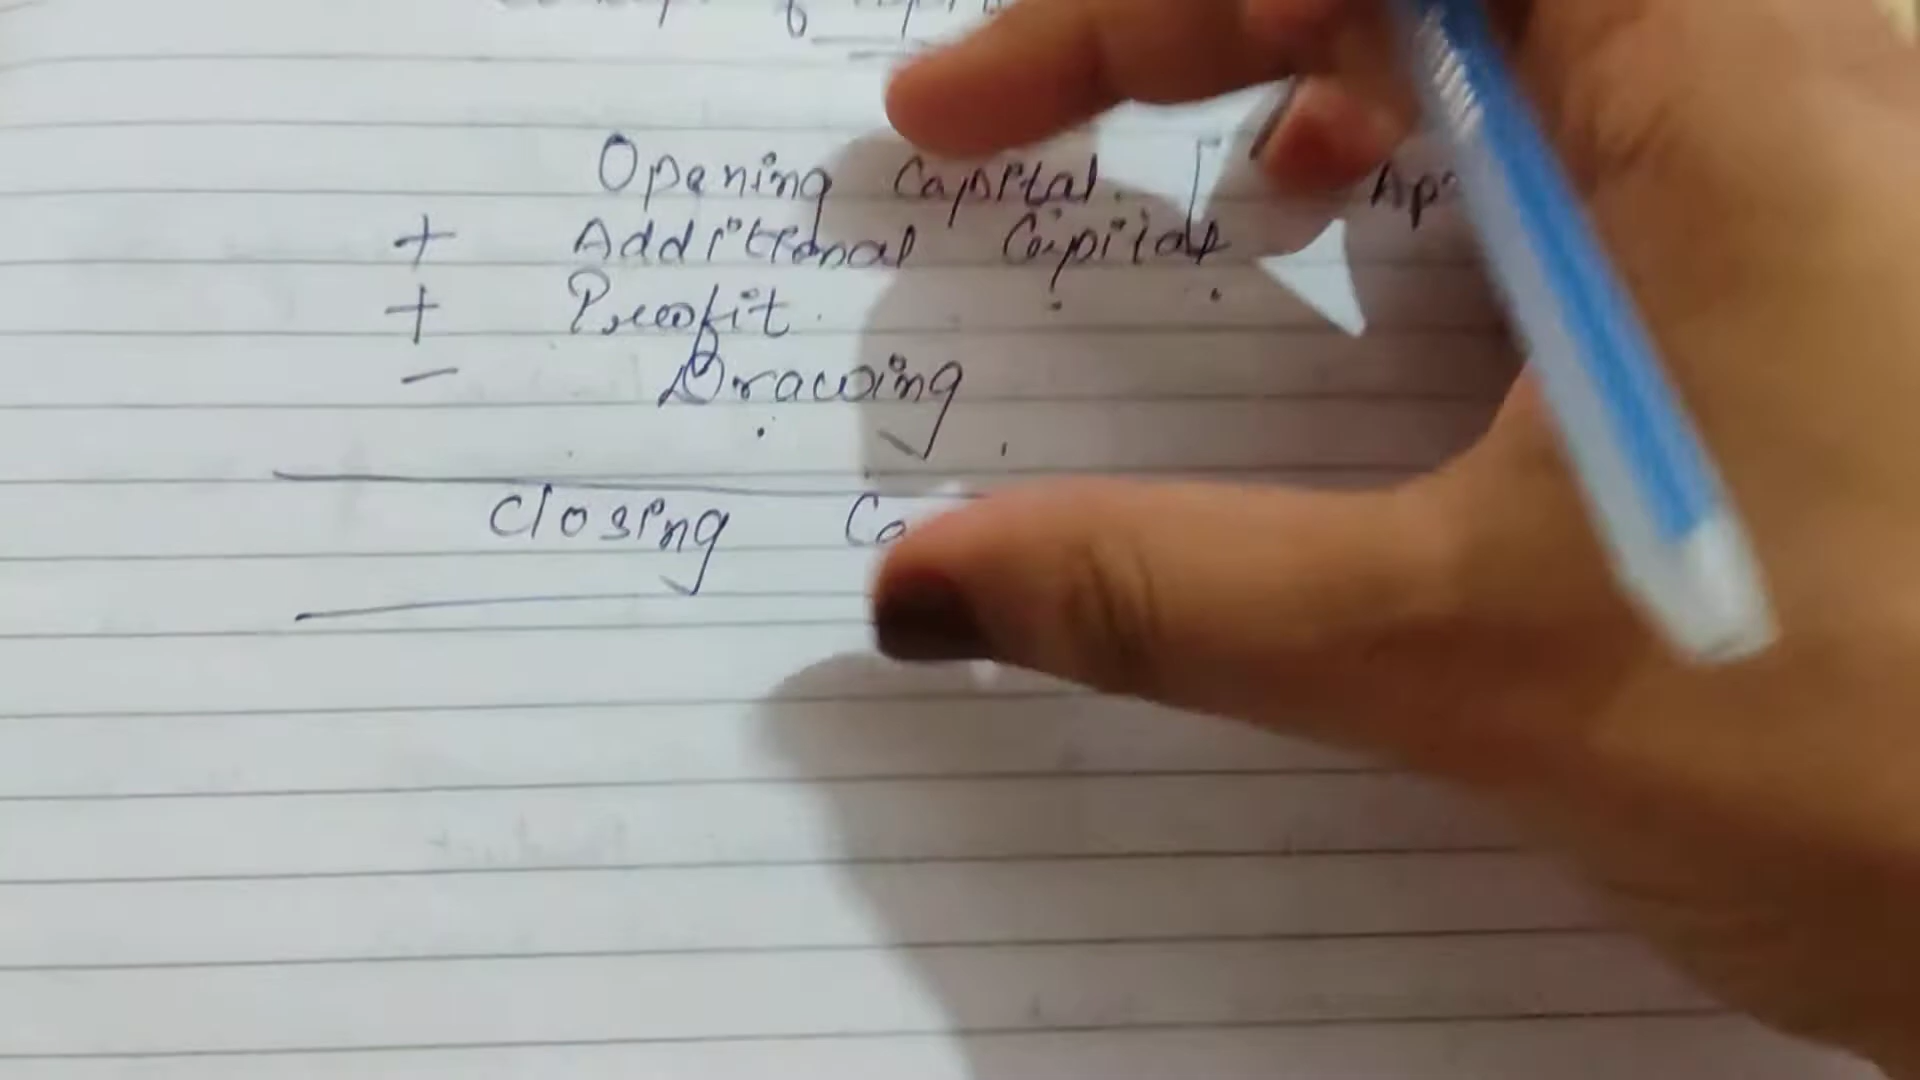 Opening Capital. [
+ Additional Capital
+ Profit.
- Drawing
Closing